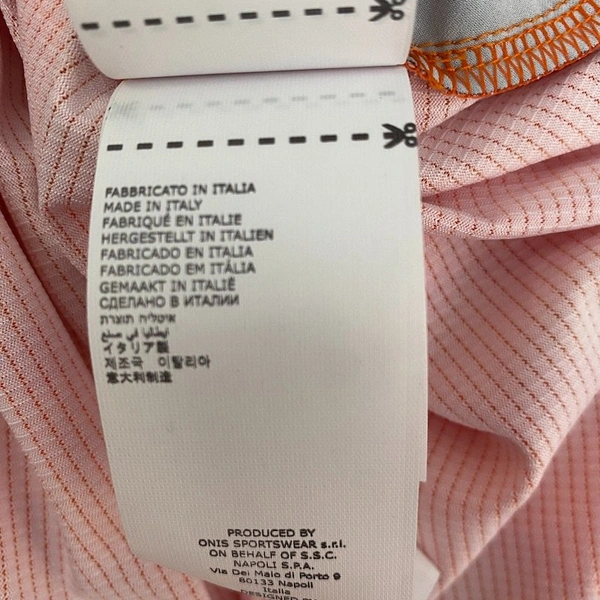 FABBRICATO IN ITALIA
MADE IN ITALY
FABRIQUÉ EN ITALIE
HERGESTELLT IN ITALIEN
FABRICADO EN ITALIA
FABRICADO EM ITÁLIA
GEMAAKT IN ITALIË
СДЕЛАНО В ИТАЛИИ
איטליה תוצרת
إيطاليا في صنع
イタリア製
제조국 이탈리아
意大利制造
PRODUCED BY
ONIS SPORTSWEAR s.r.l.
ON BEHALF OF S.S.C.
NAPOLI S.P.A.
Via Dei Maio di Porto 9
80133 Napoli
Italia
DESIGNED